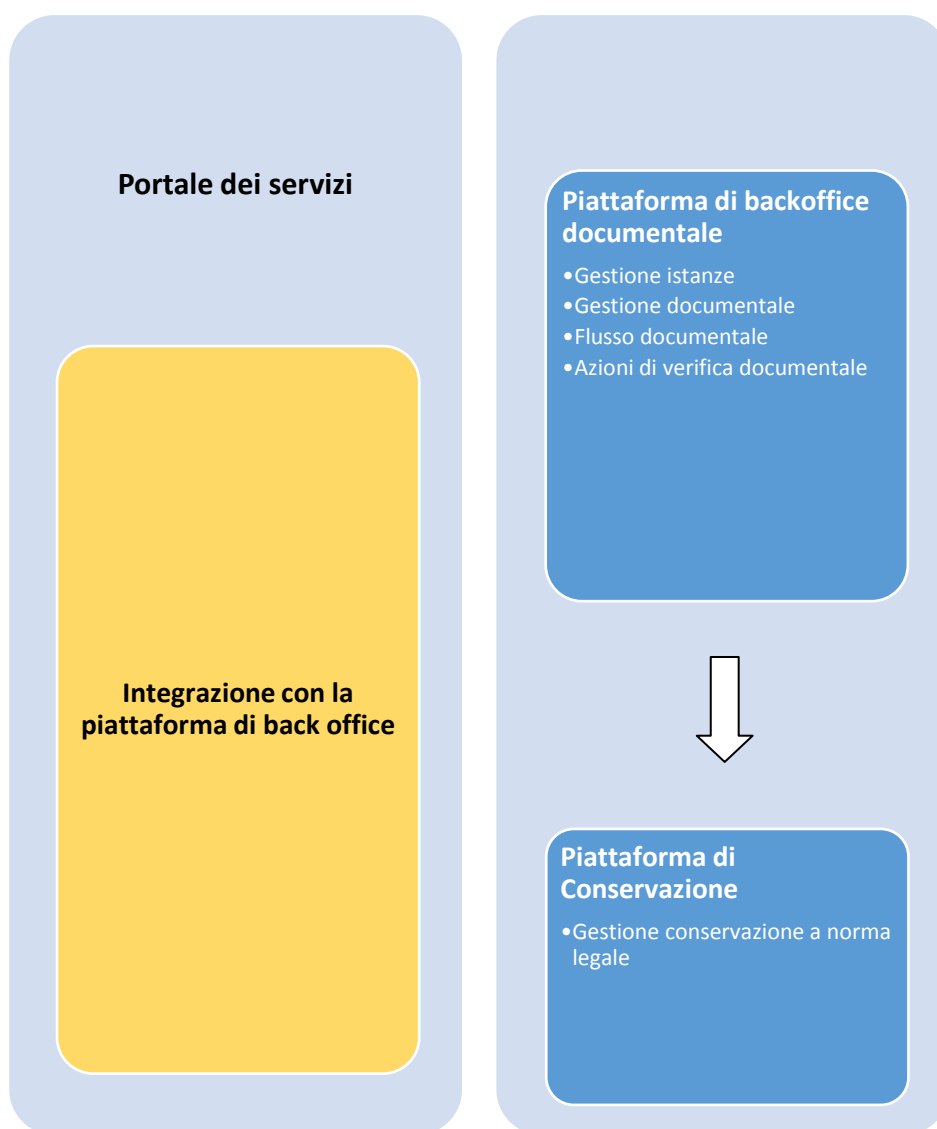 Portale dei servizi
Integrazione con la
piattaforma di back office
Piattaforma di backoffice
documentale
•Gestione istanze
•Gestione documentale
•Flusso documentale
•Azioni di verifica documentale
Piattaforma di
Conservazione
•Gestione conservazione a norma
legale